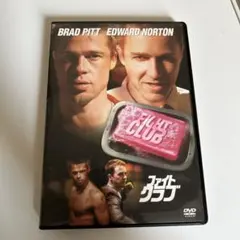 BRAD PITT EDWARD NORTON
FIGHT
CLUB
ファイト
クラブ
DVD